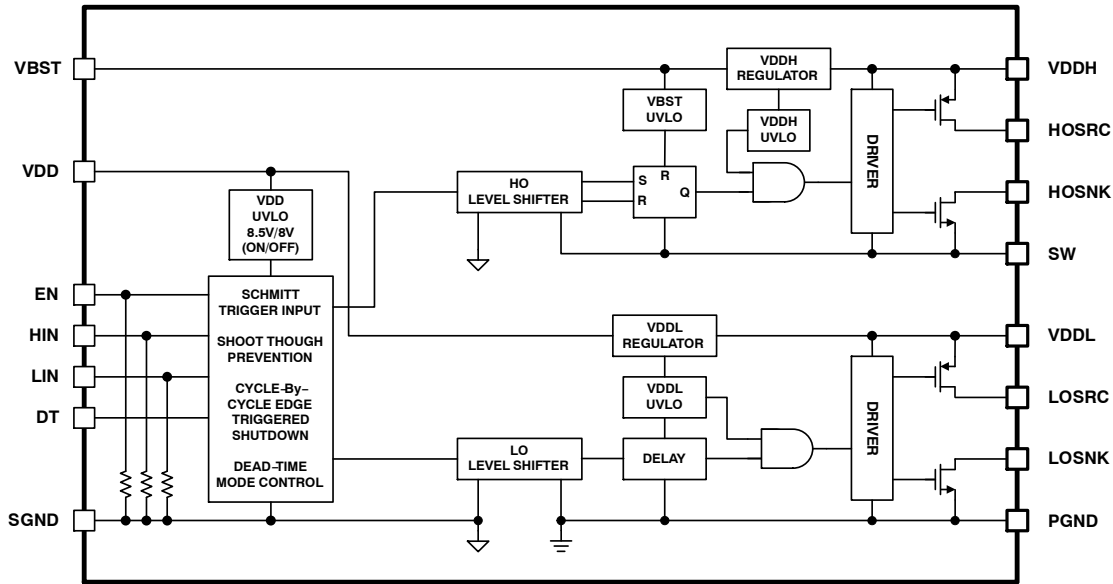 VBST
VDDH
REGULATOR
VDDH
VBST
UVLO
VDDH
UVLO
DRIVER
HOSRC
VDD
VDD
UVLO
8.5V/8V
(ON/OFF)
HO
LEVEL SHIFTER
S
R
R
Q
HOSNK
SW
EN
HIN
LIN
DT
SCHMITT
TRIGGER INPUT
SHOOT THOUGH
PREVENTION
CYCLE-By-
CYCLE EDGE
TRIGGERED
SHUTDOWN
DEAD-TIME
MODE CONTROL
VDDL
REGULATOR
VDDL
VDDL
UVLO
DRIVER
LOSRC
LO
LEVEL SHIFTER
DELAY
LOSNK
SGND
PGND